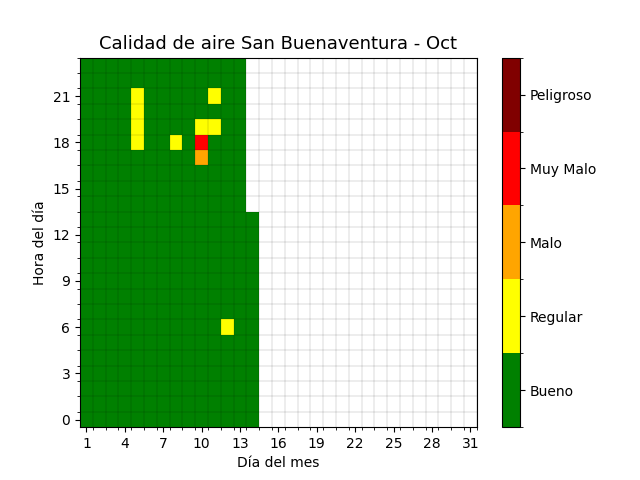 Calidad de aire San Buenaventura - Oct
Hora del día
21
18
15
12
9
6
3
0
1 4 7 10 13 16 19 22 25 28 31
Día del mes
Peligroso
Muy Malo
Malo
Regular
Bueno